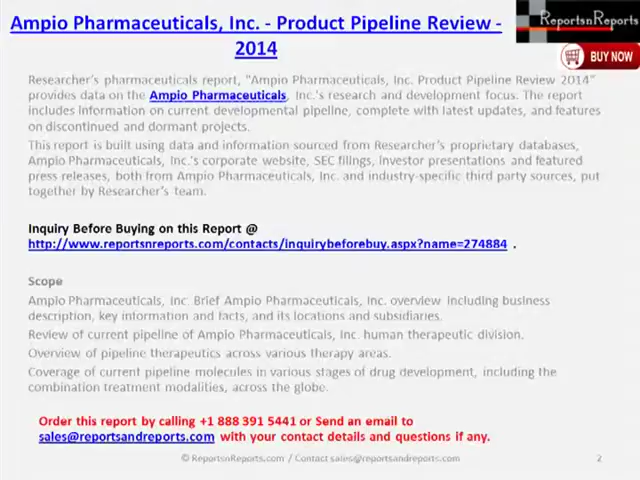 Ampio Pharmaceuticals, Inc. - Product Pipeline Review -
2014
ReportsnReports
BUY NOW
Researcher's pharmaceuticals report, "Ampio Pharmaceuticals, Inc. Product Pipeline Review 2014"
provides data on the Ampio Pharmaceuticals, Inc.'s research and development focus. The report
includes information on current developmental pipeline, complete with latest updates, and features
on discontinued and dormant projects.
This report is built using data and information sourced from Researcher's proprietary databases,
Ampio Pharmaceuticals, Inc.'s corporate website, SEC filings, investor presentations and featured
press releases, both from Ampio Pharmaceuticals, Inc. and industry-specific third party sources, put
together by Researcher's team.
Inquiry Before Buying on this Report @
http://www.reportsnreports.com/contacts/inquirybeforebuy.aspx?name=274884 .
Scope
Ampio Pharmaceuticals, Inc. Brief Ampio Pharmaceuticals, Inc. overview including business
description, key information and facts, and its locations and subsidiaries.
Review of current pipeline of Ampio Pharmaceuticals, Inc. human therapeutic division.
Overview of pipeline therapeutics across various therapy areas.
Coverage of current pipeline molecules in various stages of drug development, including the
combination treatment modalities, across the globe.
Order this report by calling +1 888 391 5441 or Send an email to
sales@reportsandreports.com with your contact details and questions if any.
© ReportsnReports.com / Contact sales@reportsandreports.com
2